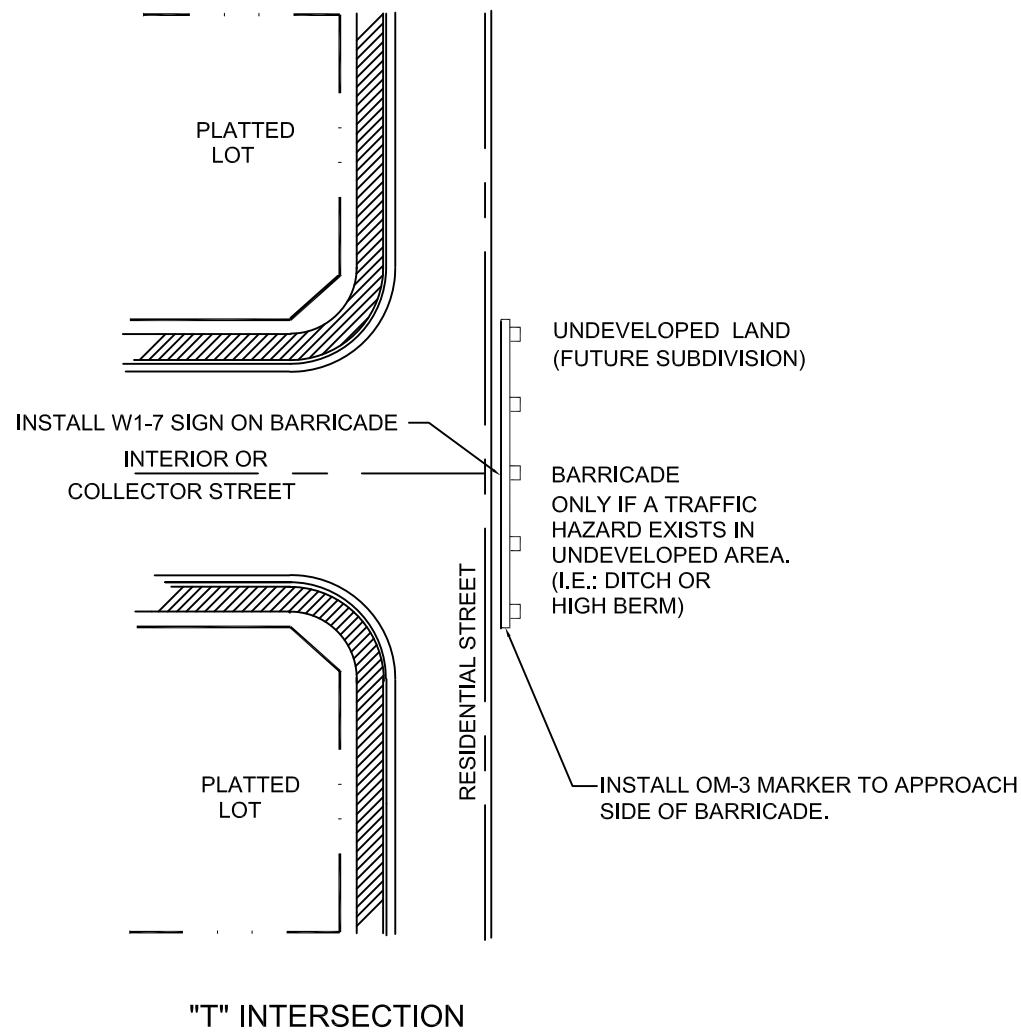 PLATTED
LOT
UNDEVELOPED LAND
(FUTURE SUBDIVISION)
INSTALL W1-7 SIGN ON BARRICADE
INTERIOR OR
COLLECTOR STREET
BARRICADE
ONLY IF A TRAFFIC
HAZARD EXISTS IN
UNDEVELOPED AREA.
(I.E.: DITCH OR
HIGH BERM)
RESIDENTIAL STREET
PLATTED
LOT
INSTALL OM-3 MARKER TO APPROACH
SIDE OF BARRICADE.
"T" INTERSECTION